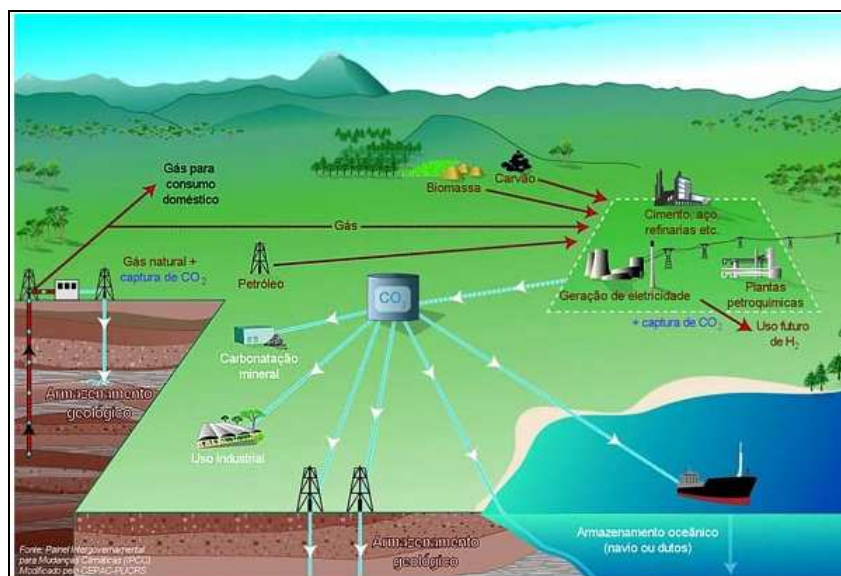 Gás para
consumo
doméstico
Biomassa
Carvão
Cimento, aço,
refinarias etc.
Gás
Gás natural +
captura de CO2
Petróleo
CO2
Geração de eletricidade
Plantas
petroquímicas
+ captura de CO2
Uso futuro
de H2
Carbonatação
mineral
Armazenamento
geológico
Uso industrial
Armazenamento
geológico
Armazenamento oceânico
(navio ou dutos)
Fonte: Painel Intergovernamental
para Mudanças Climáticas (IPCC)
Modificado pelo CEPAC-PUCRS